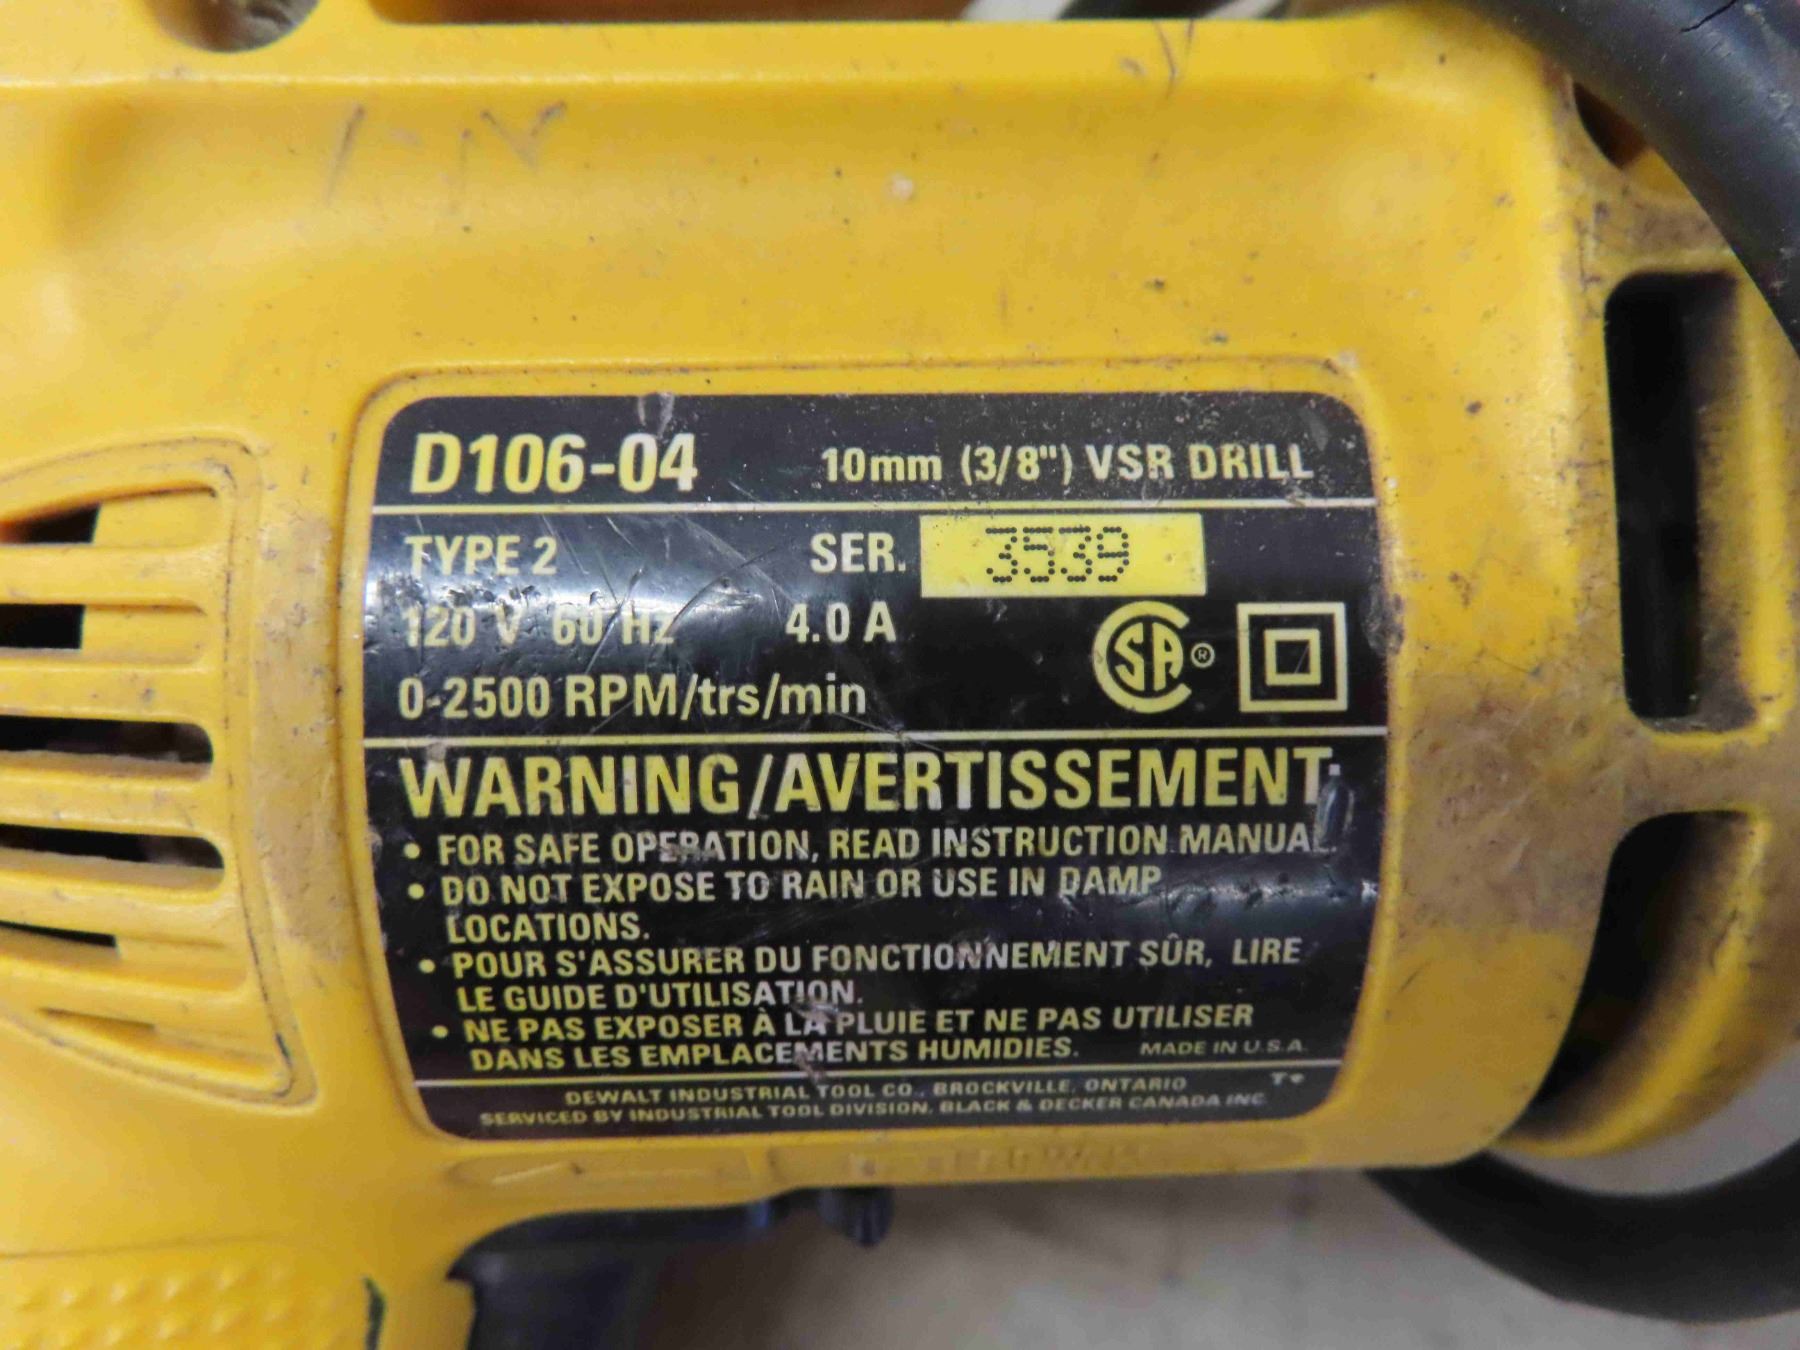 D106-04 10mm (3/8") VSR DRILL
TYPE 2 SER. 3539
120 V 60 Hz 4.0 A
CSA ®
0-2500 RPM/trs/min
WARNING/AVERTISSEMENT
• FOR SAFE OPERATION, READ INSTRUCTION MANUAL.
• DO NOT EXPOSE TO RAIN OR USE IN DAMP
LOCATIONS.
• POUR S'ASSURER DU FONCTIONNEMENT SÛR, LIRE
LE GUIDE D'UTILISATION.
• NE PAS EXPOSER À LA PLUIE ET NE PAS UTILISER
DANS LES EMPLACEMENTS HUMIDIES. MADE IN U.S.A.
DEWALT INDUSTRIAL TOOL CO., BROCKVILLE, ONTARIO
SERVICED BY INDUSTRIAL TOOL DIVISION, BLACK & DECKER CANADA INC.